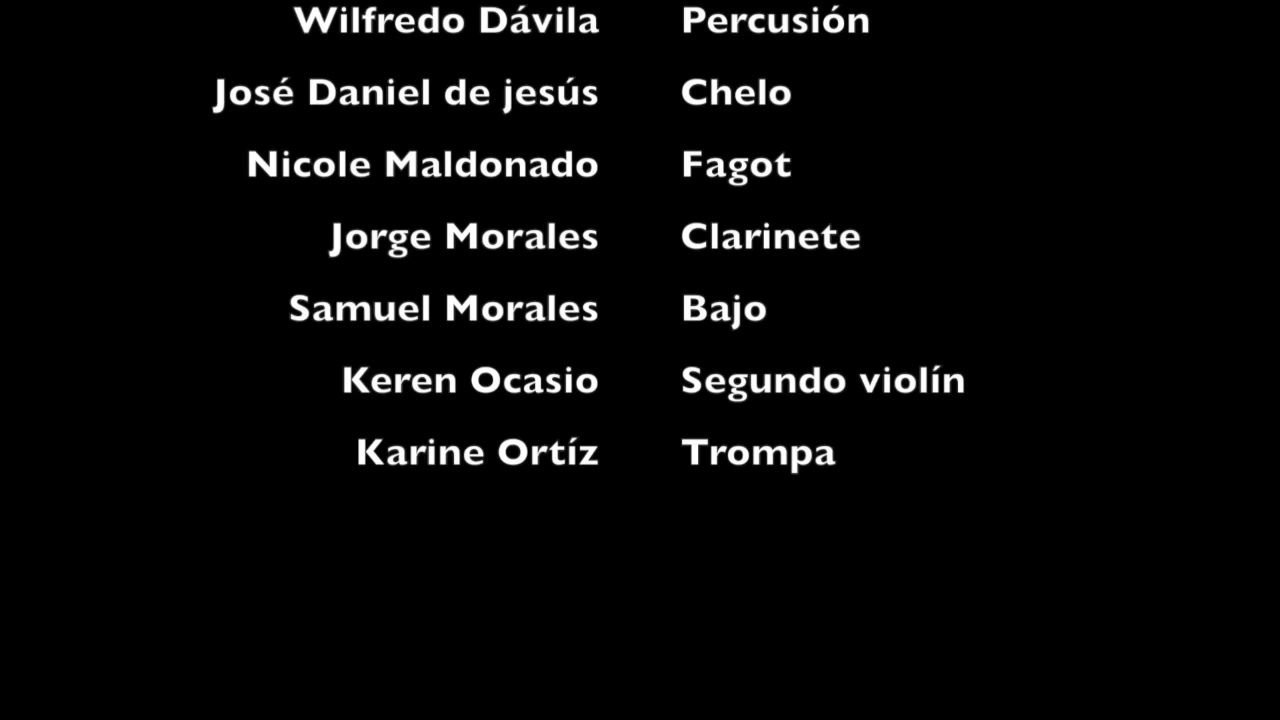 Wilfredo Dávila Percusión
José Daniel de jesús Chelo
Nicole Maldonado Fagot
Jorge Morales Clarinete
Samuel Morales Bajo
Keren Ocasio Segundo violín
Karine Ortíz Trompa